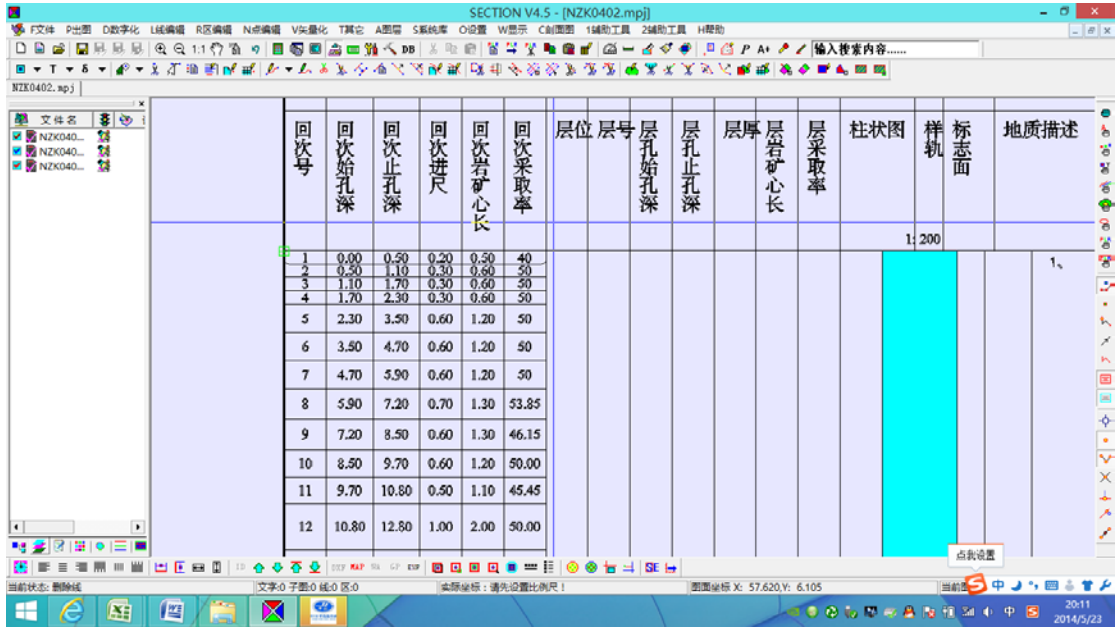 SECTION V4.5 - [NZK0402.mpj]
F文件 P出图 D数字化 L线编辑 R区编辑 N点编辑 V矢量化 T其它 A图层 S系统库 O设置 W显示 C剖面图 1辅助工具 2辅助工具 H帮助
1:1 DB P A+ 输入搜索内容......
NZK0402.mpj
文件名
NZK040...
NZK040...
NZK040...
回次号 回次始孔深 回次止孔深 回次进尺 回次岩矿心长 回次采取率 层位 层号 层孔始孔深 层孔止孔深 层厚 层岩矿心长 层采取率 柱状图 样轨 标志面 地质描述
1:200
1 0.00 0.50 0.20 0.50 40 1、
2 0.50 1.10 0.30 0.60 50
3 1.10 1.70 0.30 0.60 50
4 1.70 2.30 0.30 0.60 50
5 2.30 3.50 0.60 1.20 50
6 3.50 4.70 0.60 1.20 50
7 4.70 5.90 0.60 1.20 50
8 5.90 7.20 0.70 1.30 53.85
9 7.20 8.50 0.60 1.30 46.15
10 8.50 9.70 0.60 1.20 50.00
11 9.70 10.80 0.50 1.10 45.45
12 10.80 12.80 1.00 2.00 50.00
点我设置
MAP GP SE
当前状态: 删除线 文字:0 子图:0 线:0 区:0 实际坐标：请先设置比例尺！ 图面坐标 X: 57.620,Y: 6.105 中
中 20:11
2014/5/23